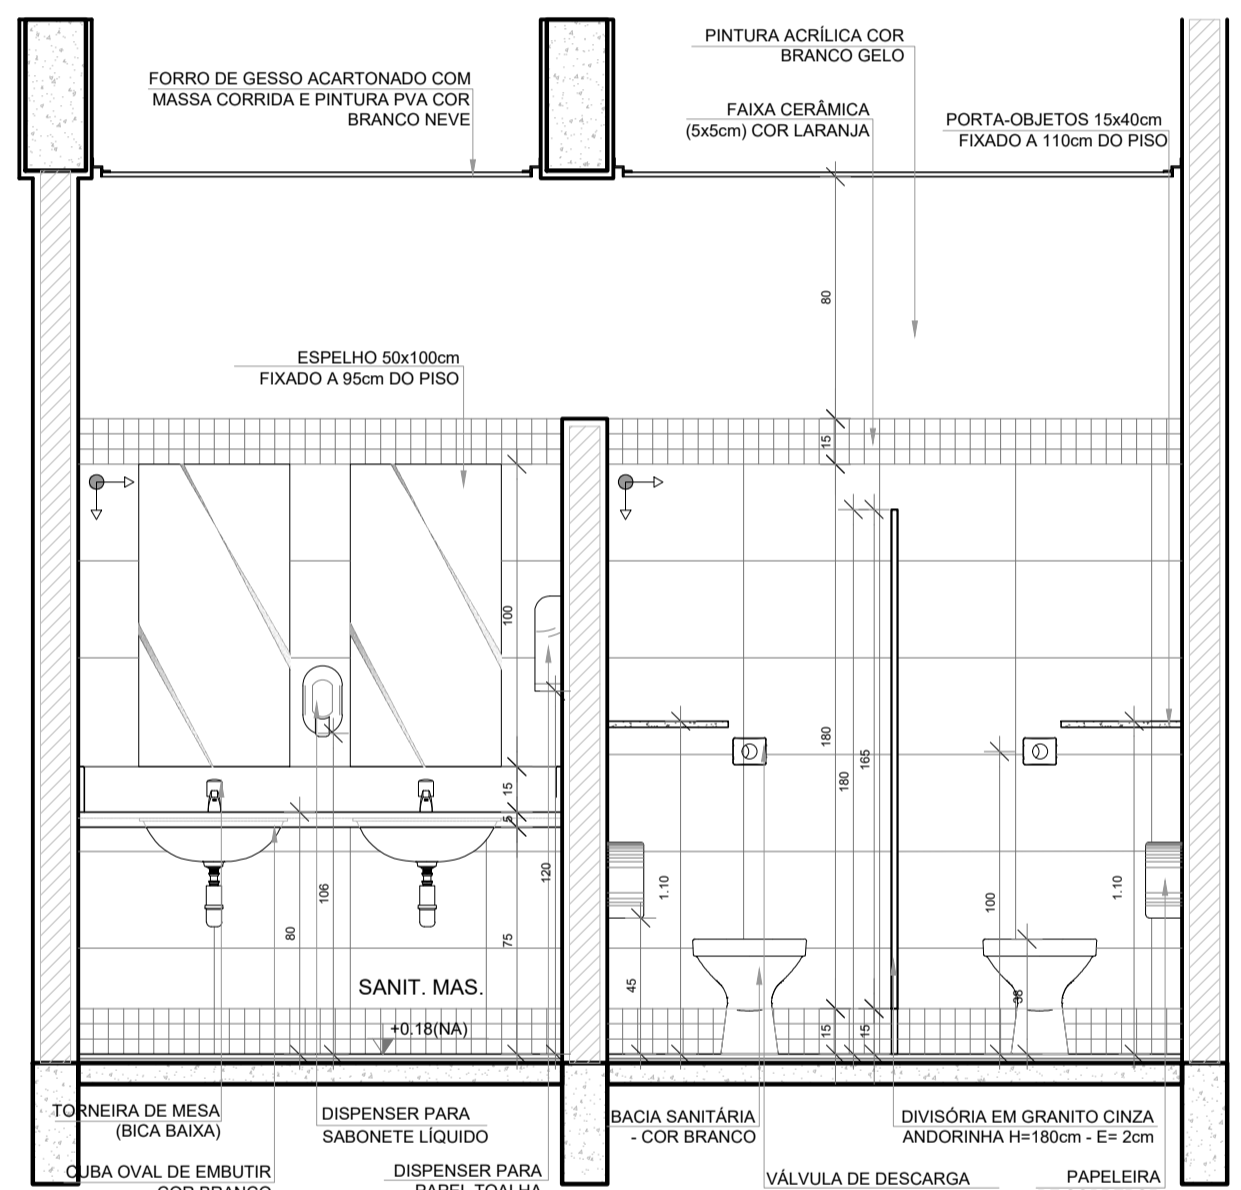 PINTURA ACRÍLICA COR
BRANCO GELO
FORRO DE GESSO ACARTONADO COM
MASSA CORRIDA E PINTURA PVA COR
BRANCO NEVE
FAIXA CERÂMICA
(5x5cm) COR LARANJA
PORTA-OBJETOS 15x40cm
FIXADO A 110cm DO PISO
80
ESPELHO 50x100cm
FIXADO A 95cm DO PISO
15
100
180
180
165
15
5
106
80
120
75
1.10
1.10
100
45
38
SANIT. MAS.
+0.18(NA)
15
15
TORNEIRA DE MESA
(BICA BAIXA)
DISPENSER PARA
SABONETE LÍQUIDO
BACIA SANITÁRIA
- COR BRANCO
DIVISÓRIA EM GRANITO CINZA
ANDORINHA H=180cm - E= 2cm
CUBA OVAL DE EMBUTIR
COR BRANCO
DISPENSER PARA
PAPEL TOALHA
VÁLVULA DE DESCARGA
PAPELEIRA